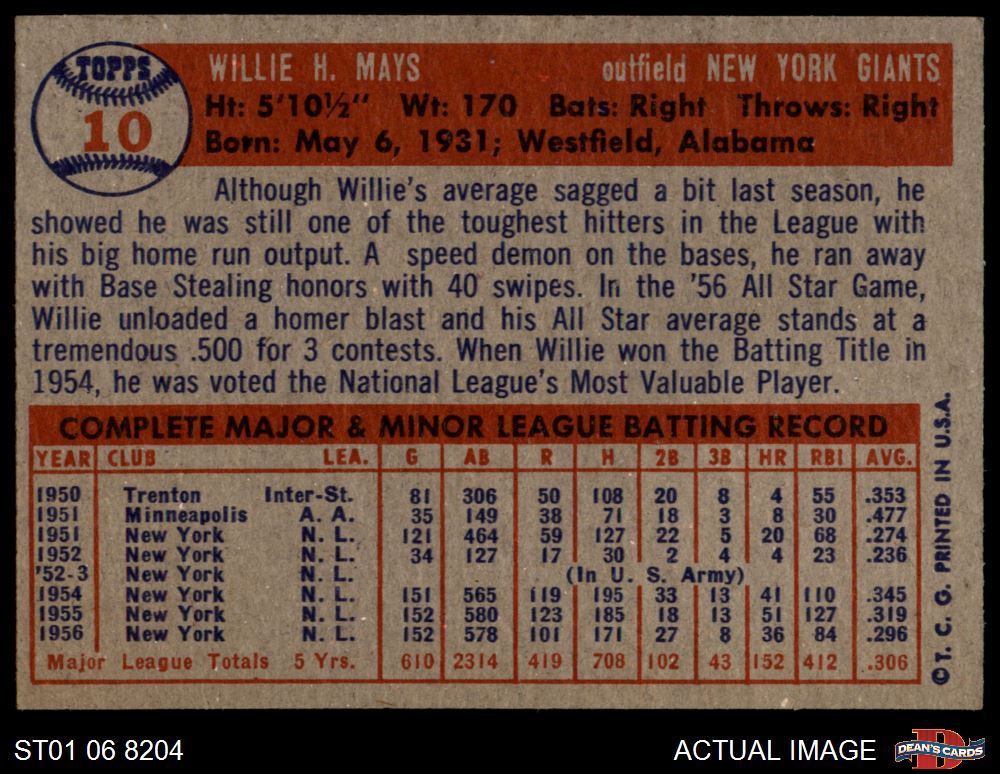 TOPPS
10
WILLIE H. MAYS outfield NEW YORK GIANTS
Ht: 5'10½" Wt: 170 Bats: Right Throws: Right
Born: May 6, 1931; Westfield, Alabama
Although Willie's average sagged a bit last season, he
showed he was still one of the toughest hitters in the League with
his big home run output. A speed demon on the bases, he ran away
with Base Stealing honors with 40 swipes. In the '56 All Star Game,
Willie unloaded a homer blast and his All Star average stands at a
tremendous .500 for 3 contests. When Willie won the Batting Title in
1954, he was voted the National League's Most Valuable Player.
COMPLETE MAJOR & MINOR LEAGUE BATTING RECORD
YEAR CLUB LEA. G AB R H 2B 3B HR RBI AVG.
1950 Trenton Inter-St. 81 306 50 108 20 8 4 55 .353
1951 Minneapolis A. A. 35 149 38 71 18 3 8 30 .477
1951 New York N. L. 121 464 59 127 22 5 20 68 .274
1952 New York N. L. 34 127 17 30 2 4 4 23 .236
'52-3 New York N. L. (In U. S. Army)
1954 New York N. L. 151 565 119 195 33 13 41 110 .345
1955 New York N. L. 152 580 123 185 18 13 51 127 .319
1956 New York N. L. 152 578 101 171 27 8 36 84 .296
Major League Totals 5 Yrs. 610 2314 419 708 102 43 152 412 .306
©T. C. G. PRINTED IN U.S.A.
ST01 06 8204
ACTUAL IMAGE
D
DEAN'S CARDS